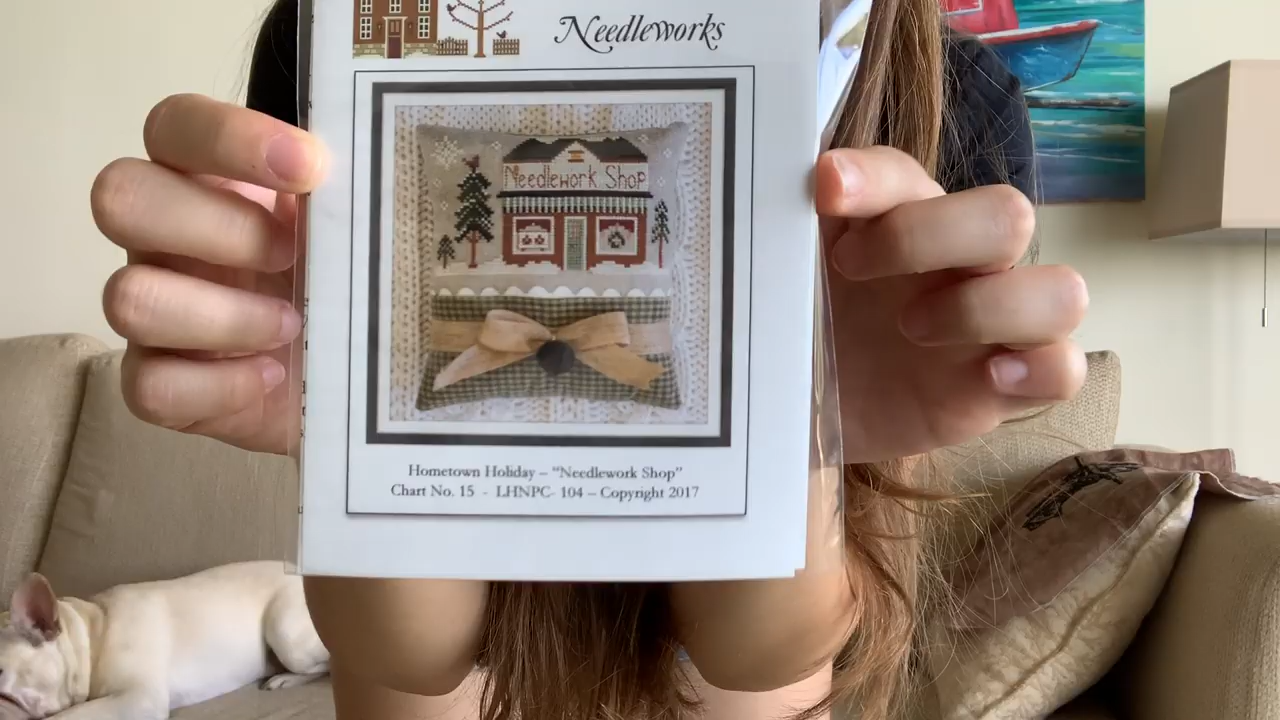 Needleworks
Needlework Shop
Hometown Holiday – "Needlework Shop"
Chart No. 15 - LHNPC- 104 – Copyright 2017